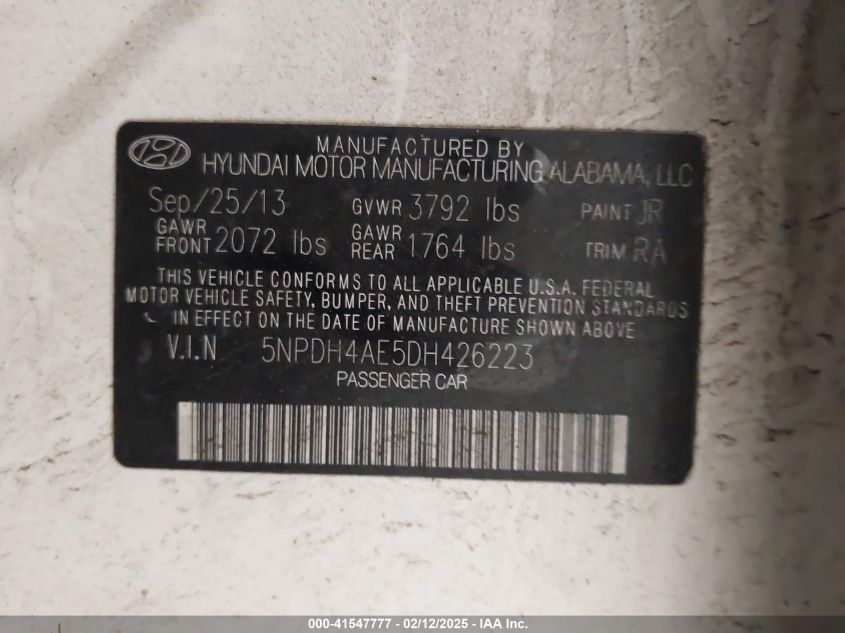 MANUFACTURED BY
HYUNDAI MOTOR MANUFACTURING ALABAMA, LLC
Sep/25/13 GVWR 3792 lbs PAINT JR
GAWR FRONT 2072 lbs GAWR REAR 1764 lbs TRIM RA
THIS VEHICLE CONFORMS TO ALL APPLICABLE U.S.A. FEDERAL
MOTOR VEHICLE SAFETY, BUMPER, AND THEFT PREVENTION STANDARDS
IN EFFECT ON THE DATE OF MANUFACTURE SHOWN ABOVE.
V.I.N 5NPDH4AE5DH426223
PASSENGER CAR
000-41547777 - 02/12/2025 - IAA Inc.